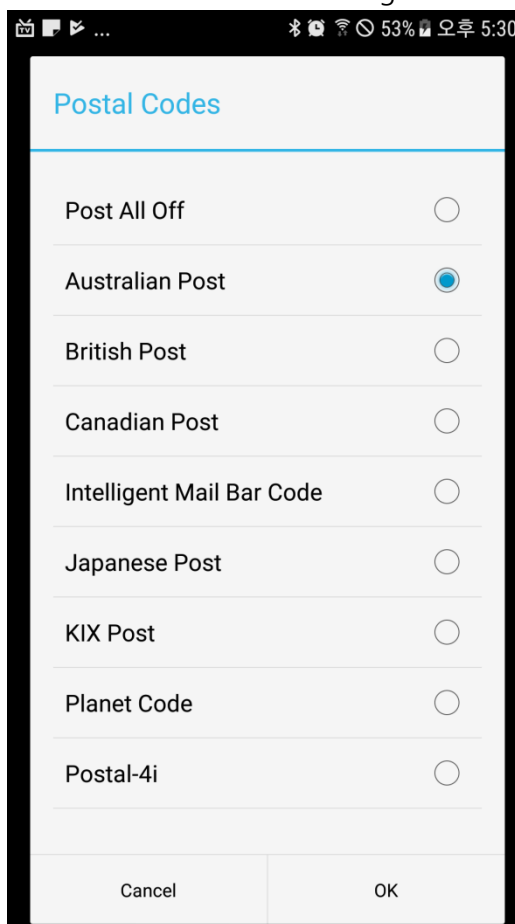 TV ... 53% 오후 5:30
Postal Codes
Post All Off
Australian Post
British Post
Canadian Post
Intelligent Mail Bar Code
Japanese Post
KIX Post
Planet Code
Postal-4i
Cancel OK